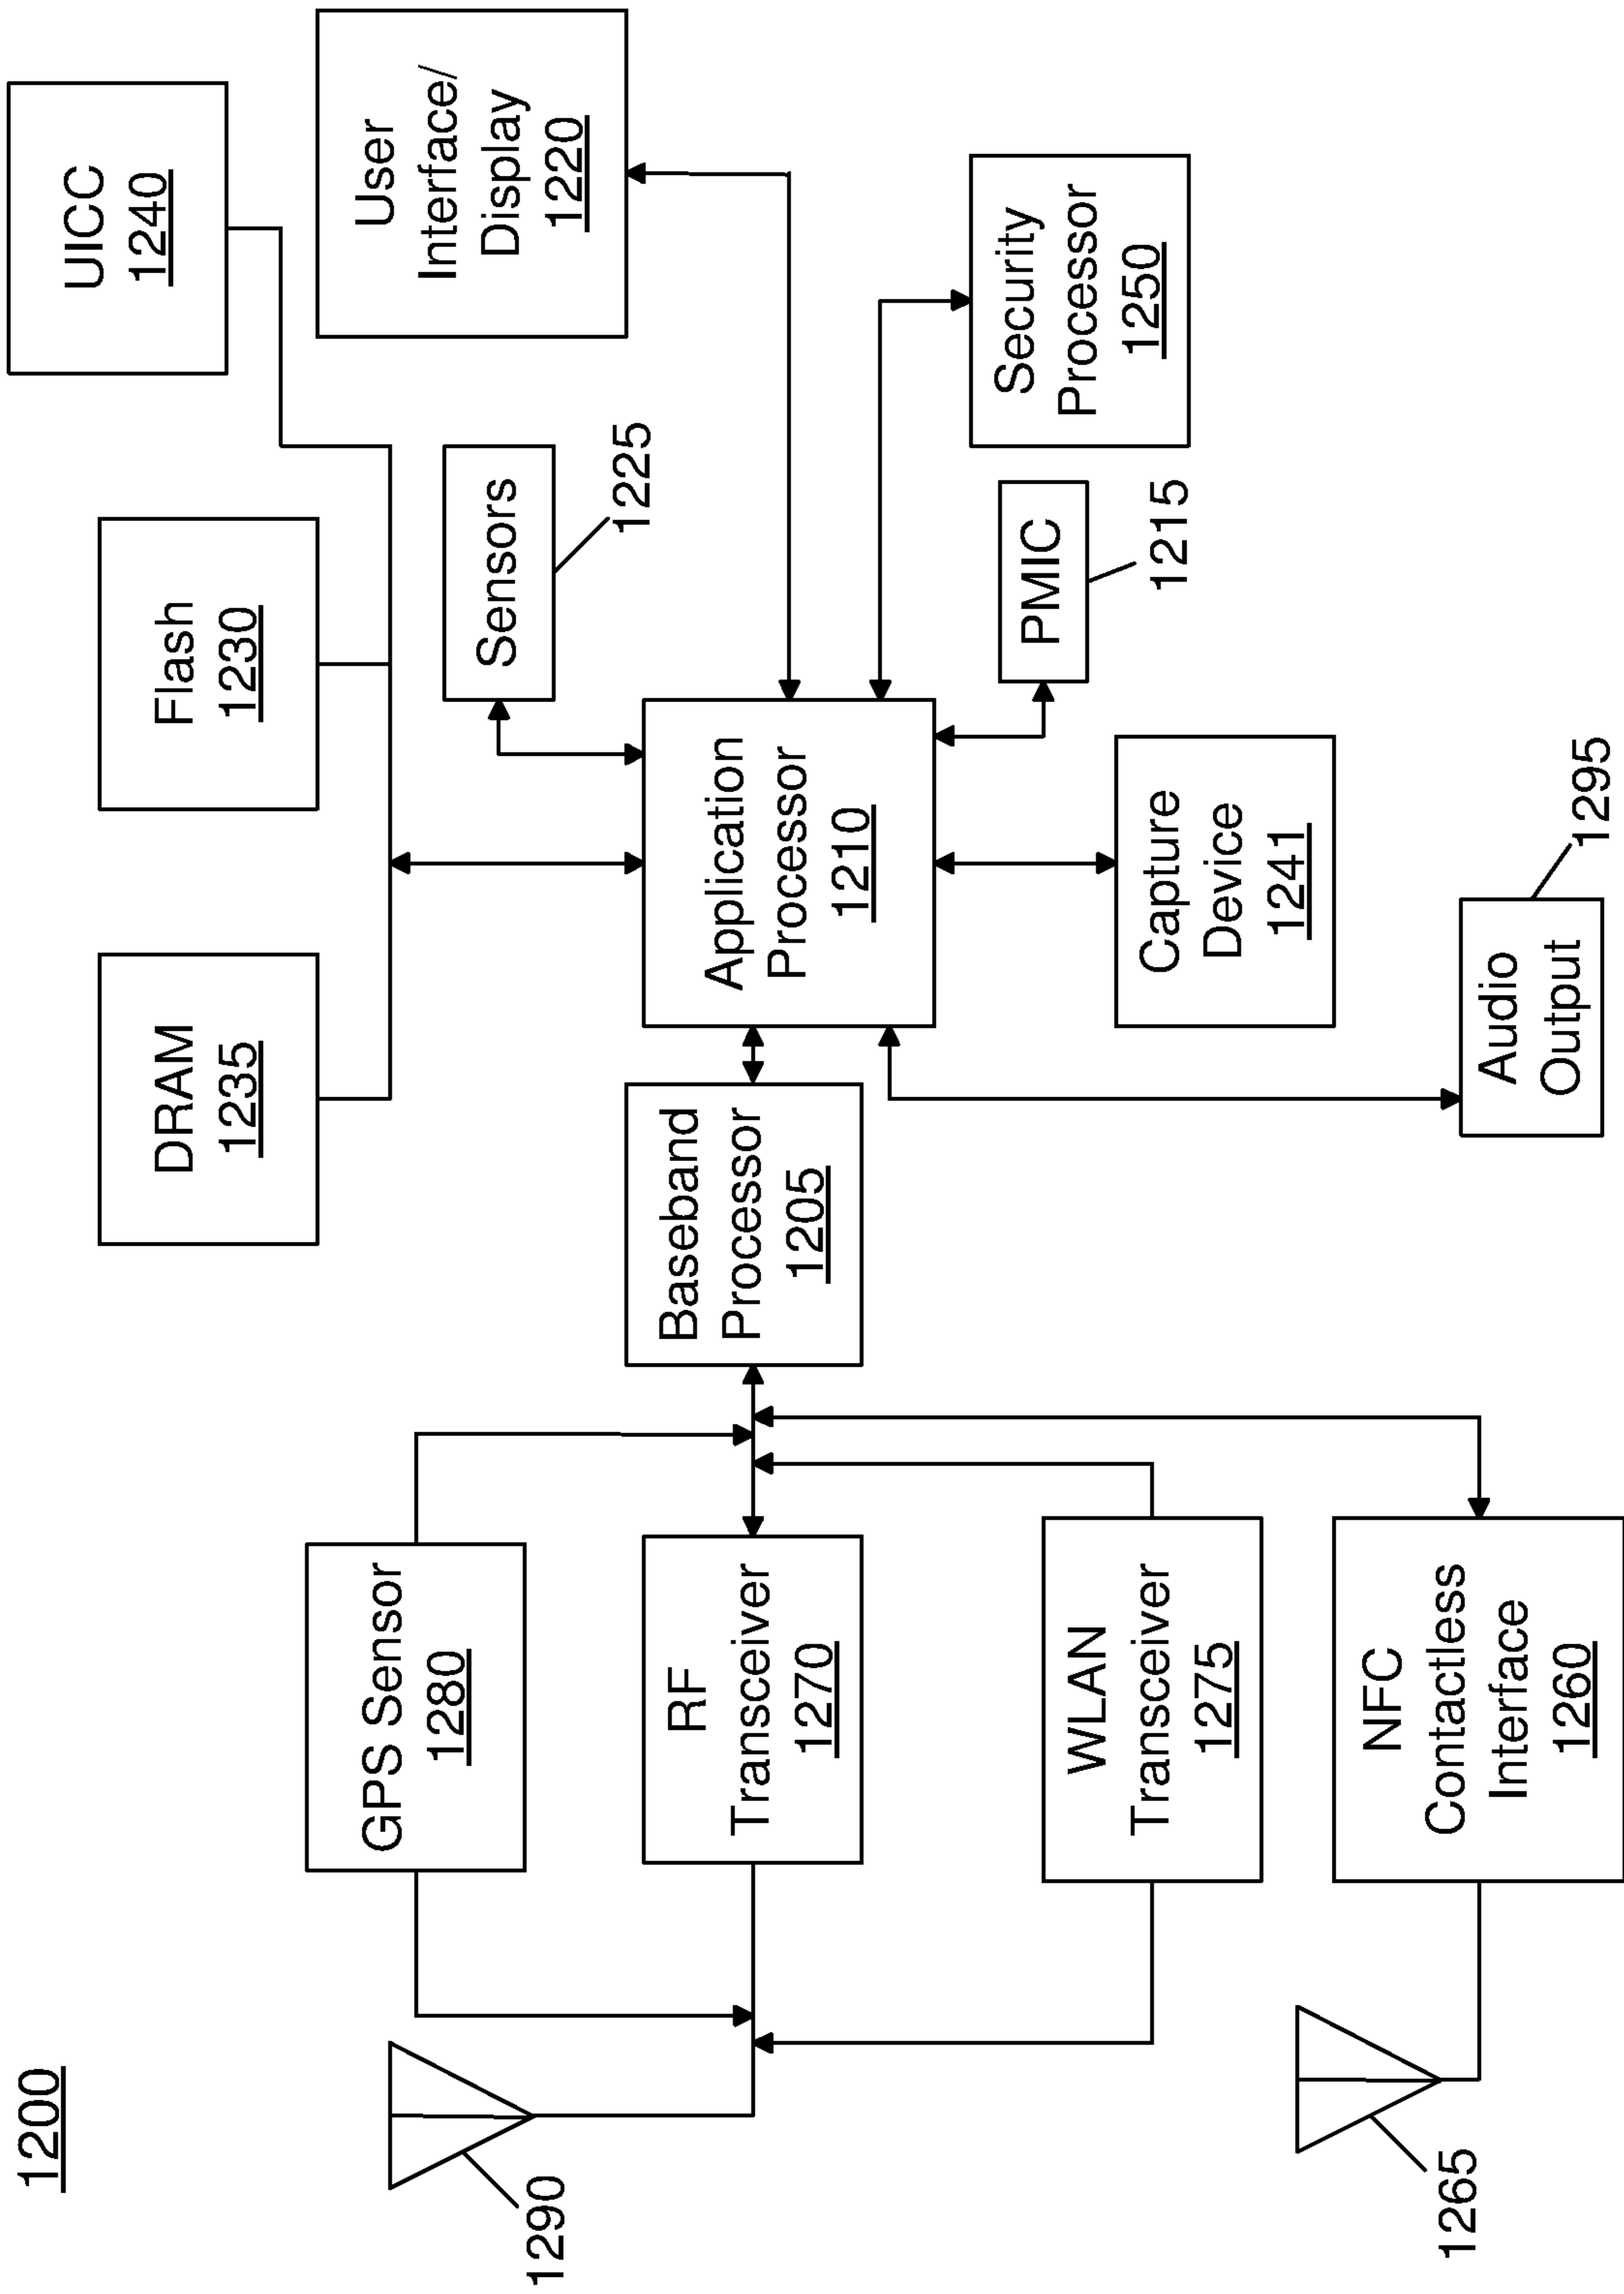 1200
UICC
1240
DRAM
1235
Flash
1230
User
Interface/
Display
1220
GPS Sensor
1280
Sensors
1225
1290
RF
Transceiver
1270
Baseband
Processor
1205
Application
Processor
1210
Security
Processor
1250
WLAN
Transceiver
1275
PMIC
1215
Capture
Device
1241
NFC
Contactless
Interface
1260
1265
Audio
Output
1295